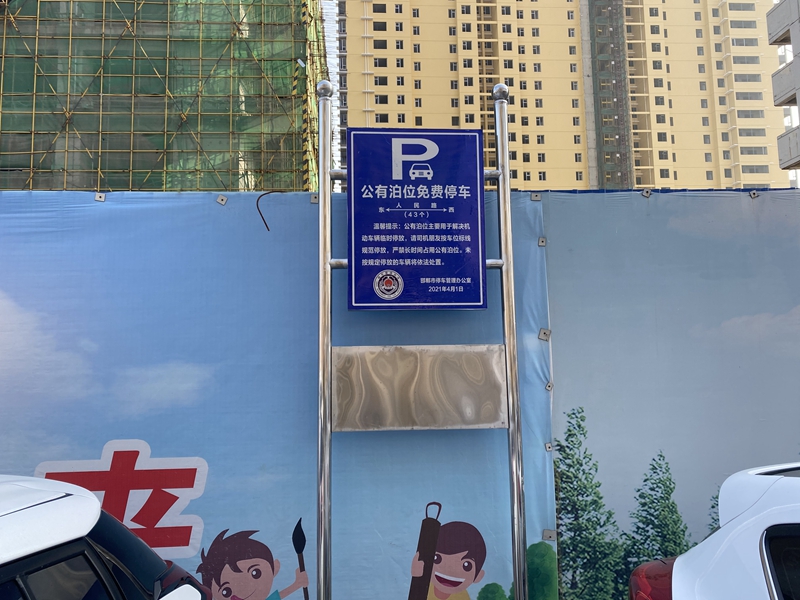 P
公有泊位免费停车
人民路
东 西
(43个)
温馨提示:公有泊位主要用于解决机
动车辆临时停放,请司机朋友按车位标线
规范停放,严禁长时间占用公有泊位。未
按规定停放的车辆将依法处置。
邯郸市停车管理办公室
2021年4月1日